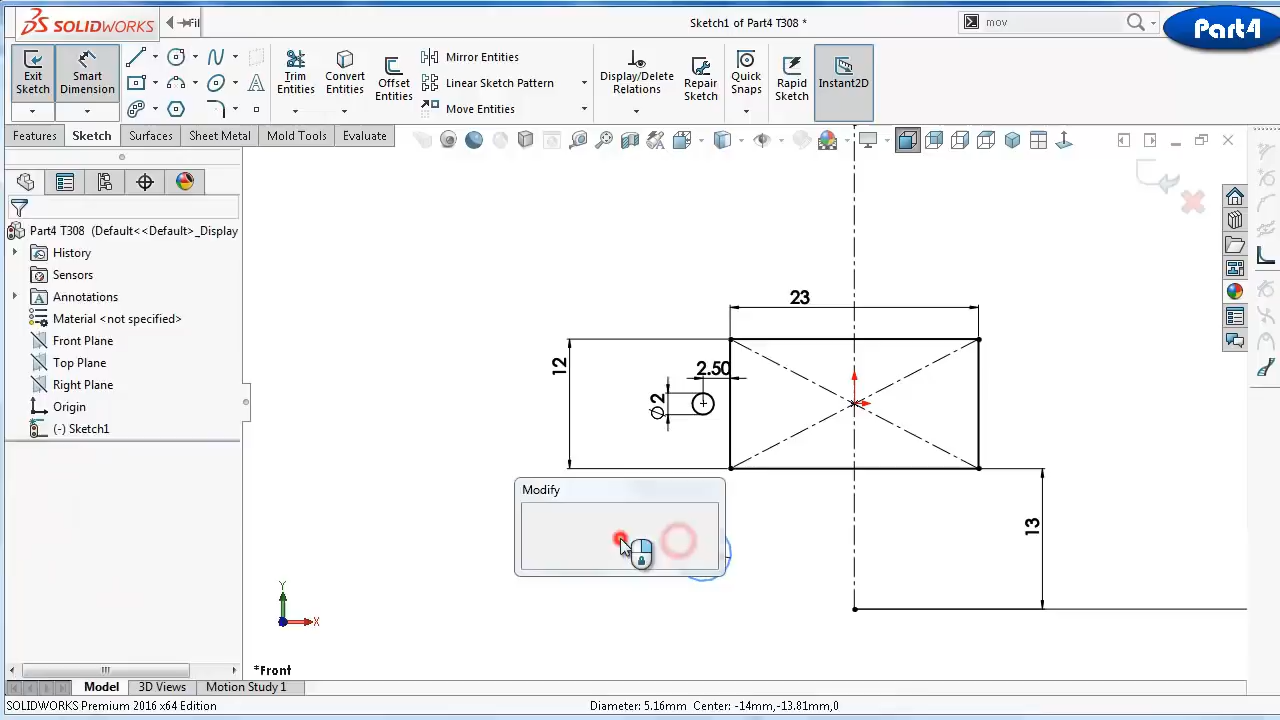 SOLIDWORKS
Fil
Sketch1 of Part4 T308 *
mov
Part4
Exit Sketch
Smart Dimension
Trim Entities
Convert Entities
Offset Entities
Mirror Entities
Linear Sketch Pattern
Move Entities
Display/Delete Relations
Repair Sketch
Quick Snaps
Rapid Sketch
Instant2D
Features
Sketch
Surfaces
Sheet Metal
Mold Tools
Evaluate
Part4 T308 (Default<<Default>_Display
History
Sensors
Annotations
Material <not specified>
Front Plane
Top Plane
Right Plane
Origin
(-) Sketch1
23
12
2.50
Ø2
13
Modify
Y
X
*Front
Model
3D Views
Motion Study 1
SOLIDWORKS Premium 2016 x64 Edition
Diameter: 5.16mm Center: -14mm,-13.81mm,0